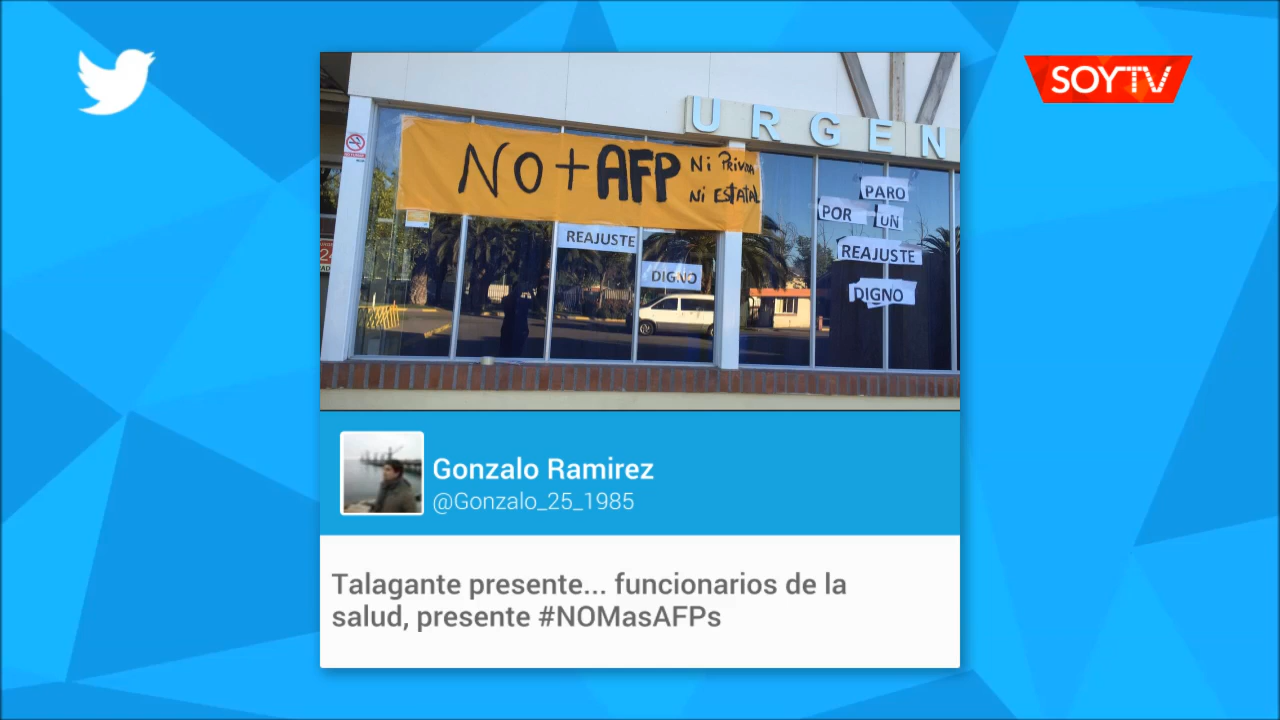 SOYTV
URGEN
NO + AFP
Ni PRIVADA
Ni ESTATAL
REAJUSTE
DIGNO
PARO
POR UN
REAJUSTE
DIGNO
Gonzalo Ramirez
@Gonzalo_25_1985
Talagante presente... funcionarios de la
salud, presente #NOMasAFPs